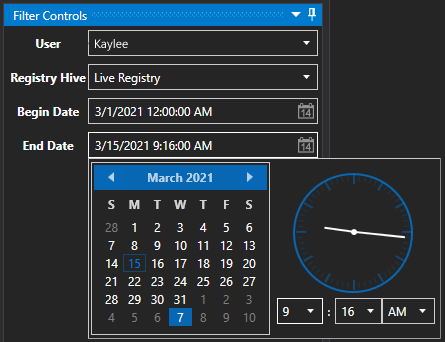 Filter Controls
User Kaylee
Registry Hive Live Registry
Begin Date 3/1/2021 12:00:00 AM 14
End Date 3/15/2021 9:16:00 AM 14
March 2021
S M T W T F S
28 1 2 3 4 5 6
7 8 9 10 11 12 13
14 15 16 17 18 19 20
21 22 23 24 25 26 27
28 29 30 31 1 2 3
4 5 6 7 8 9 10
9 : 16 AM